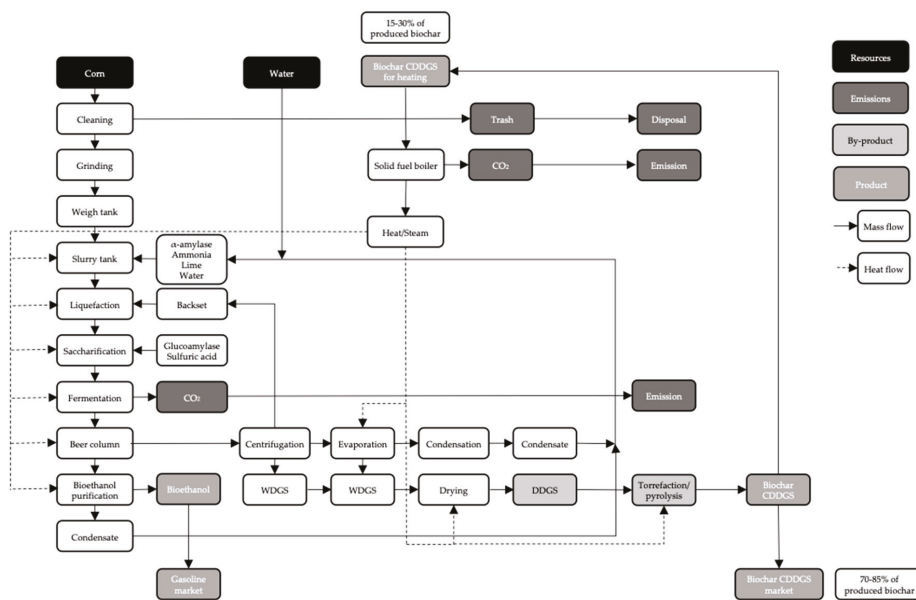 15-30% of
produced biochar
Corn
Water
Biochar CDDGS
for heating
Resources
Cleaning
Trash
Disposal
Emissions
Grinding
Solid fuel boiler
CO₂
Emission
By-product
Weigh tank
Heat/Steam
Product
Slurry tank
α-amylase
Ammonia
Lime
Water
Mass flow
Heat flow
Liquefaction
Backset
Saccharification
Glucoamylase
Sulfuric acid
Fermentation
CO₂
Emission
Beer column
Centrifugation
Evaporation
Condensation
Condensate
Bioethanol
purification
Bioethanol
WDGS
WDGS
Drying
DDGS
Torrefaction/
pyrolysis
Biochar
CDDGS
Condensate
Gasoline
market
Biochar CDDGS
market
70-85% of
produced biochar